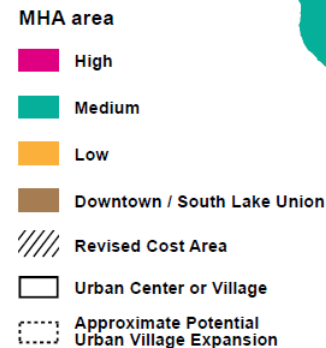 MHA area
High
Medium
Low
Downtown / South Lake Union
Revised Cost Area
Urban Center or Village
Approximate Potential
Urban Village Expansion